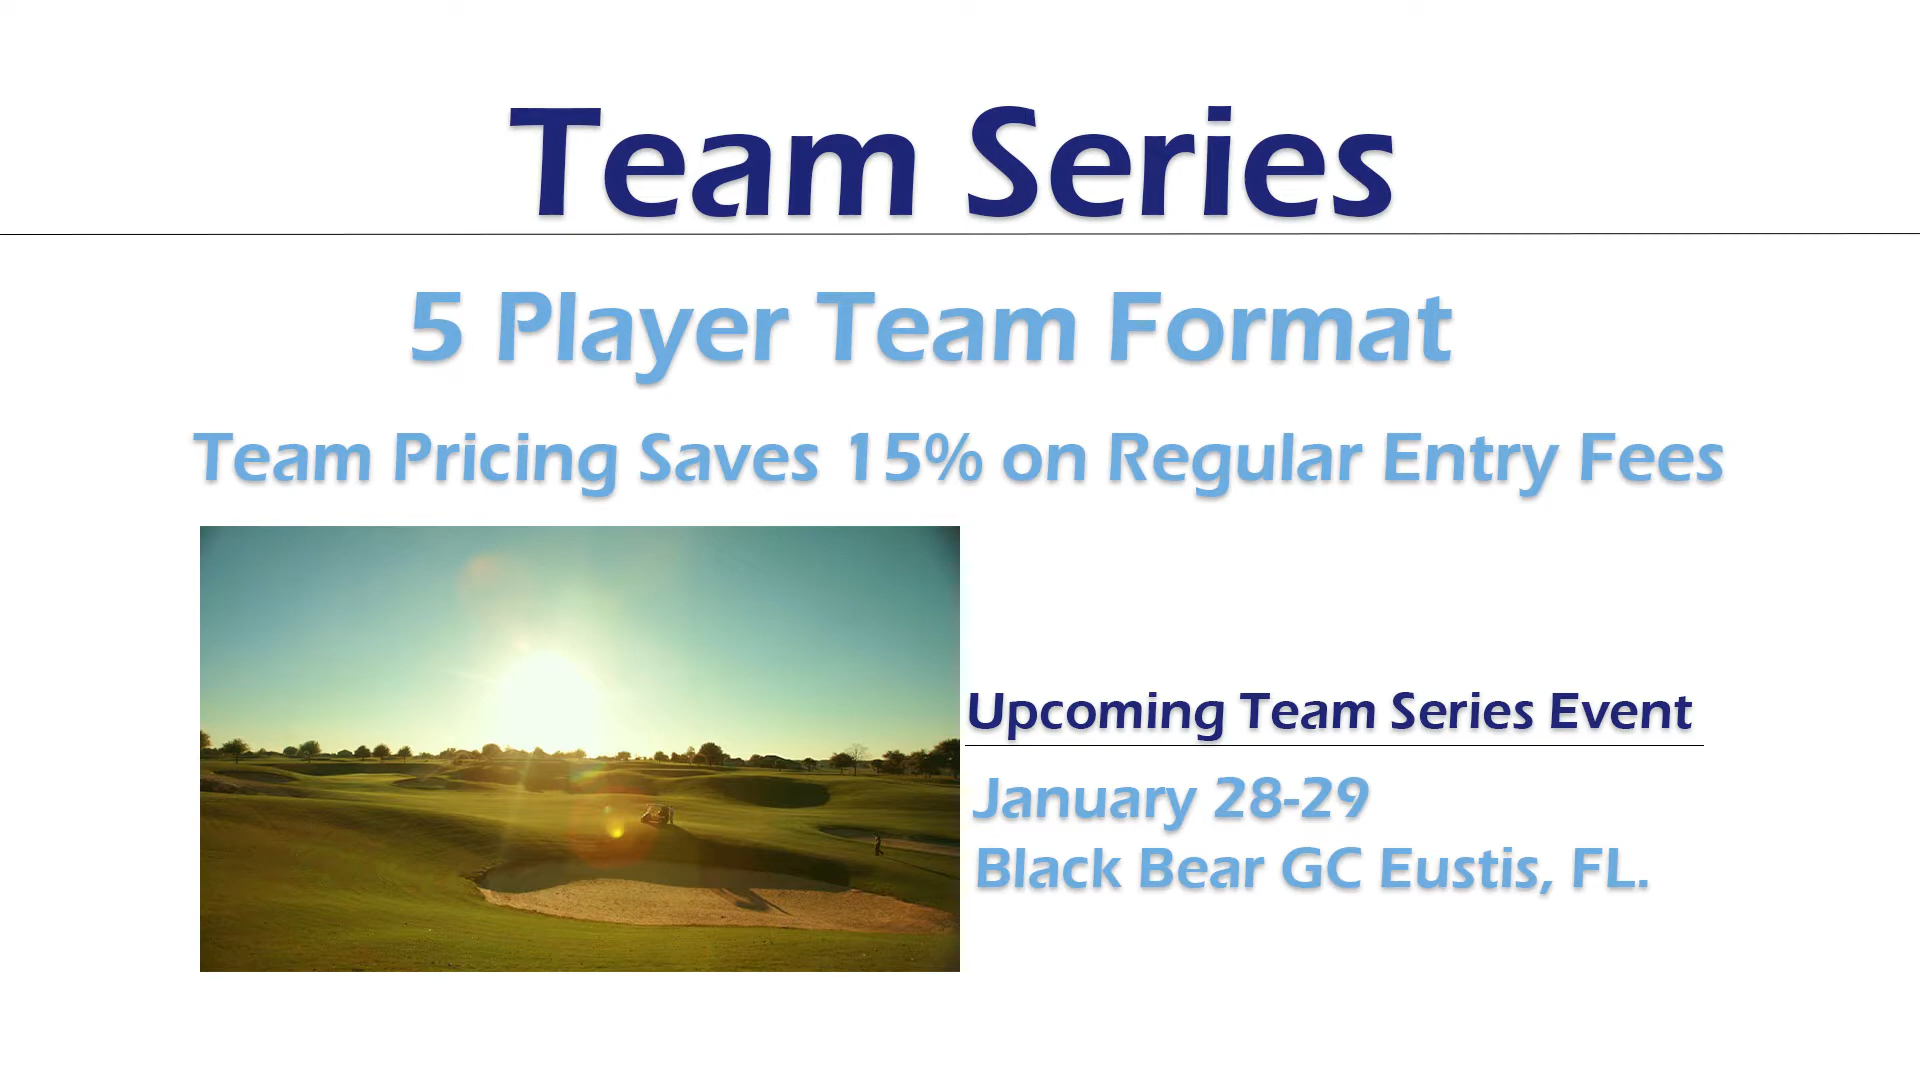 Team Series
5 Player Team Format
Team Pricing Saves 15% on Regular Entry Fees
Upcoming Team Series Event
January 28-29
Black Bear GC Eustis, FL.